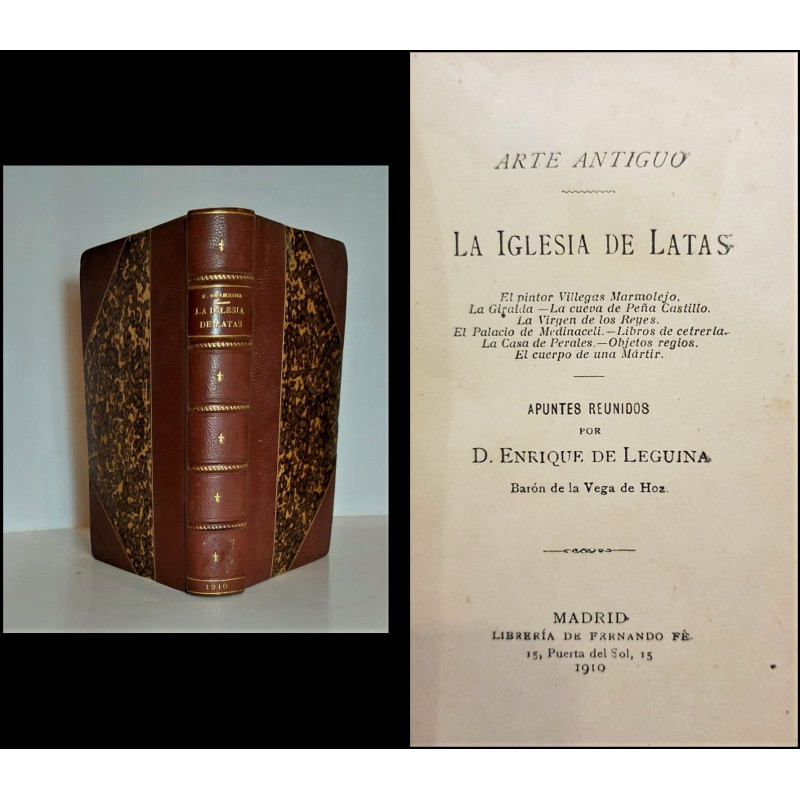 LA IGLESIA
DE LATAS
1910
ARTE ANTIGUO
LA IGLESIA DE LATAS
El pintor Villegas Marmolejo.
La Giralda—La cueva de Peña Castillo.
La Virgen de los Reyes.
El Palacio de Medinaceli.—Libros de cetrería.
La Casa de Perales.—Objetos regios.
El cuerpo de una Mártir.
APUNTES REUNIDOS
POR
D. ENRIQUE DE LEGUINA
Barón de la Vega de Hoz.
MADRID
LIBRERÍA DE FERNANDO FÉ
15, Puerta del Sol, 15
1910